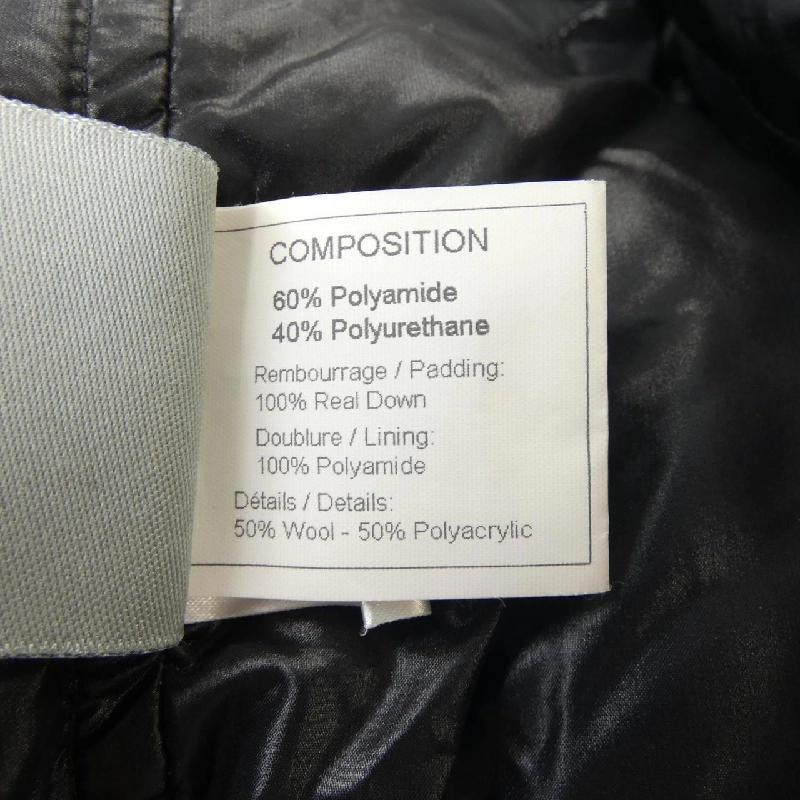 COMPOSITION
60% Polyamide
40% Polyurethane
Rembourrage / Padding:
100% Real Down
Doublure / Lining:
100% Polyamide
Détails / Details:
50% Wool - 50% Polyacrylic